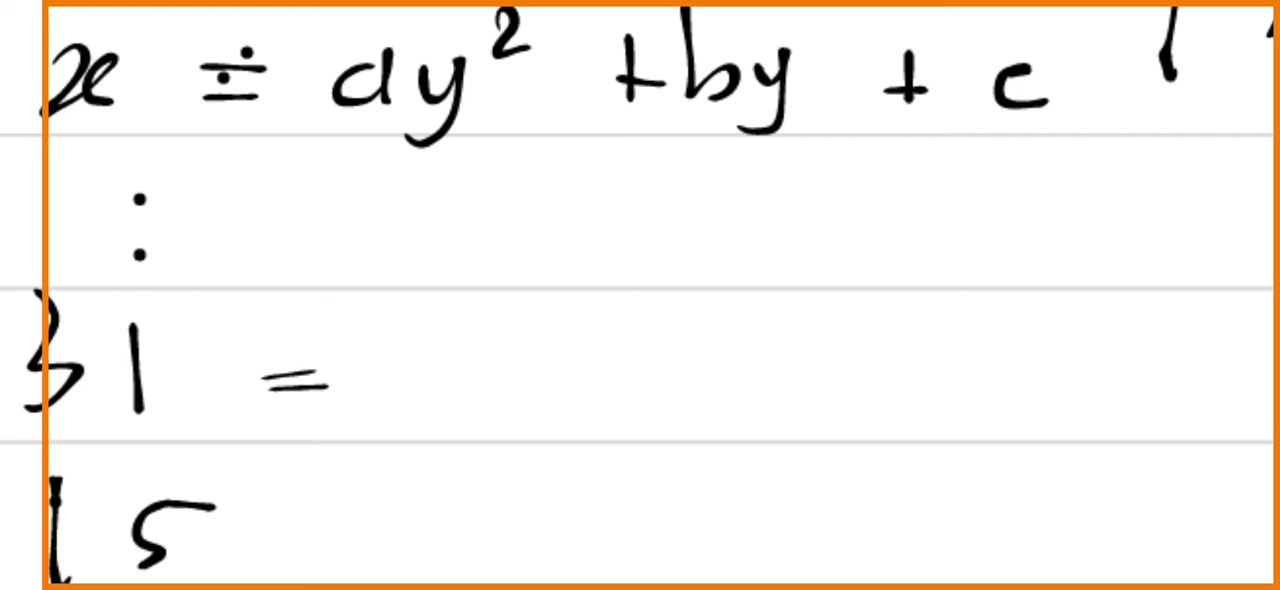 x ≑ ay² + by + c
:
31 =
15